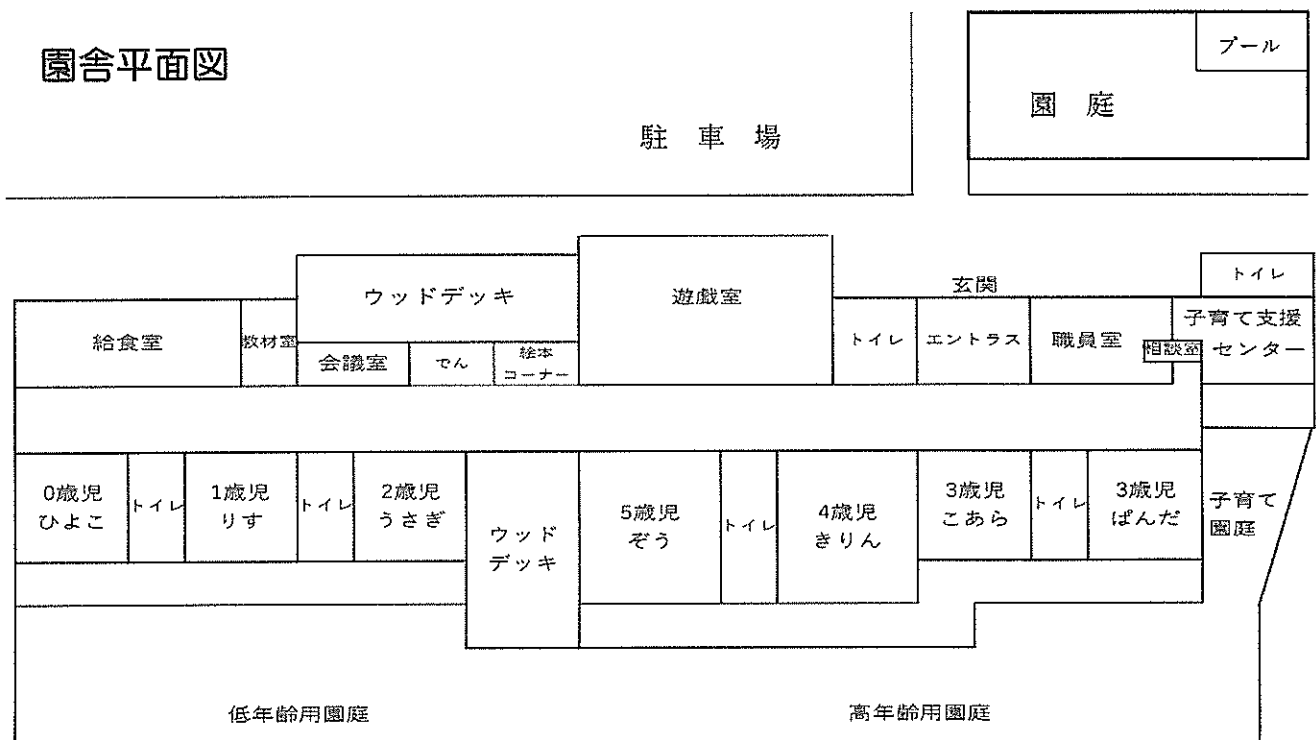 園舎平面図
プール
園 庭
駐 車 場
トイレ
玄関
ウッドデッキ
遊戯室
給食室
教材室
会議室
でん
絵本
コーナー
トイレ
エントラス
職員室
相談室
子育て支援
センター
0歳児
ひよこ
トイレ
1歳児
りす
トイレ
2歳児
うさぎ
ウッド
デッキ
5歳児
ぞう
トイレ
4歳児
きりん
3歳児
こあら
トイレ
3歳児
ぱんだ
子育て
園庭
低年齢用園庭
高年齢用園庭